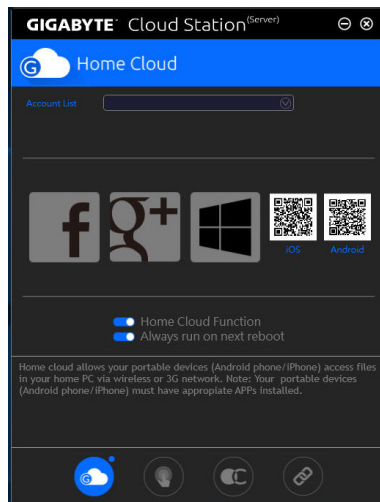 GIGABYTE™ Cloud Station(Server)
G Home Cloud
Account List
f g+
iOS Android
Home Cloud Function
Always run on next reboot
Home cloud allows your portable devices (Android phone/iPhone) access files
in your home PC via wireless or 3G network. Note: Your portable devices
(Android phone/iPhone) must have appropiate APPs installed.
G